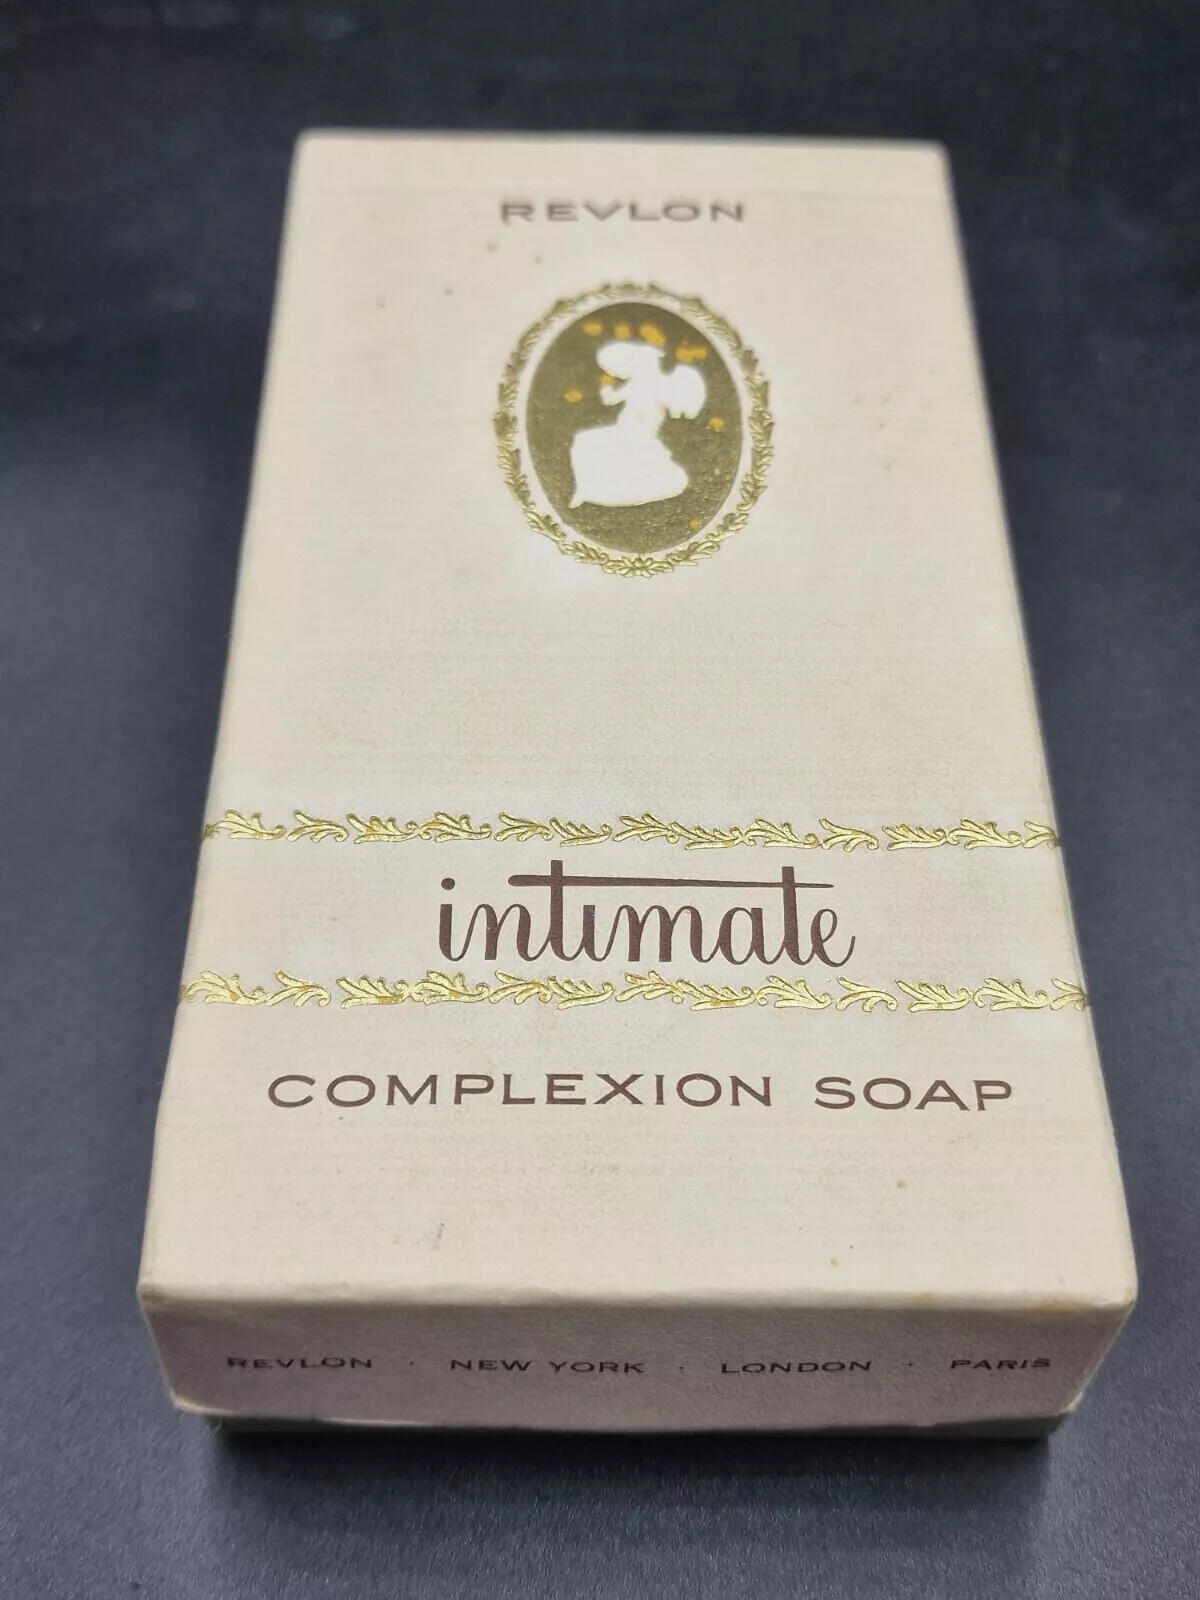 REVLON
intimate
COMPLEXION SOAP
REVLON · NEW YORK · LONDON · PARIS